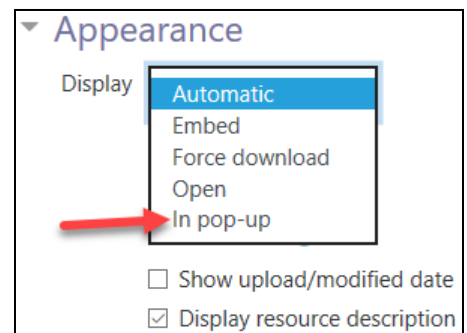 Appearance
Display
Automatic
Embed
Force download
Open
In pop-up
Show upload/modified date
Display resource description